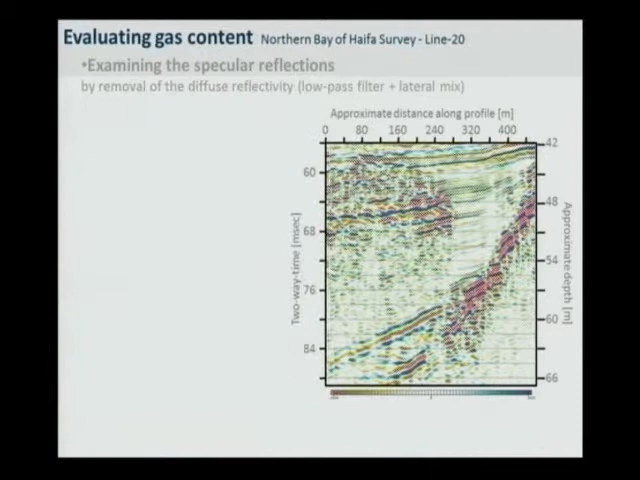 Evaluating gas content Northern Bay of Haifa Survey - Line-20
•Examining the specular reflections
by removal of the diffuse reflectivity (low-pass filter + lateral mix)
Approximate distance along profile [m]
0 80 160 240 320 400
42
60
48
68
54
76
60
84
66
Two-way-time [msec]
Approximate depth [m]